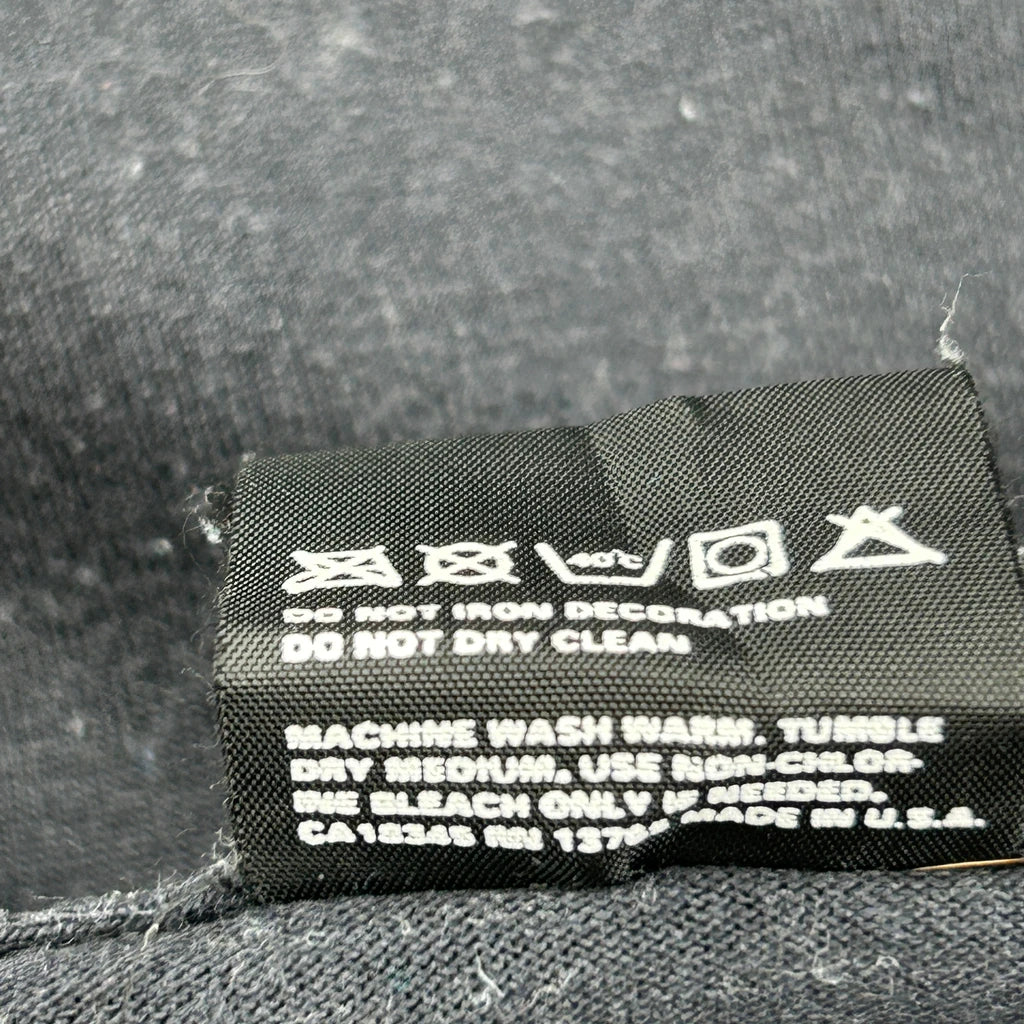 40°C
DO NOT IRON DECORATION
DO NOT DRY CLEAN
MACHINE WASH WARM. TUMBLE
DRY MEDIUM. USE NON-CHLOR-
INE BLEACH ONLY IF NEEDED.
RN MADE IN U.S.A.